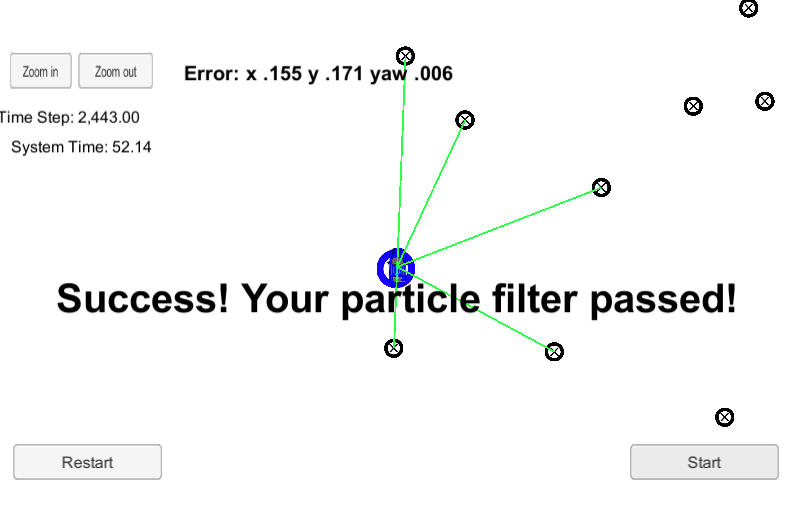 Zoom in Zoom out Error: x .155 y .171 yaw .006
Time Step: 2,443.00
System Time: 52.14
Success! Your particle filter passed!
Restart Start